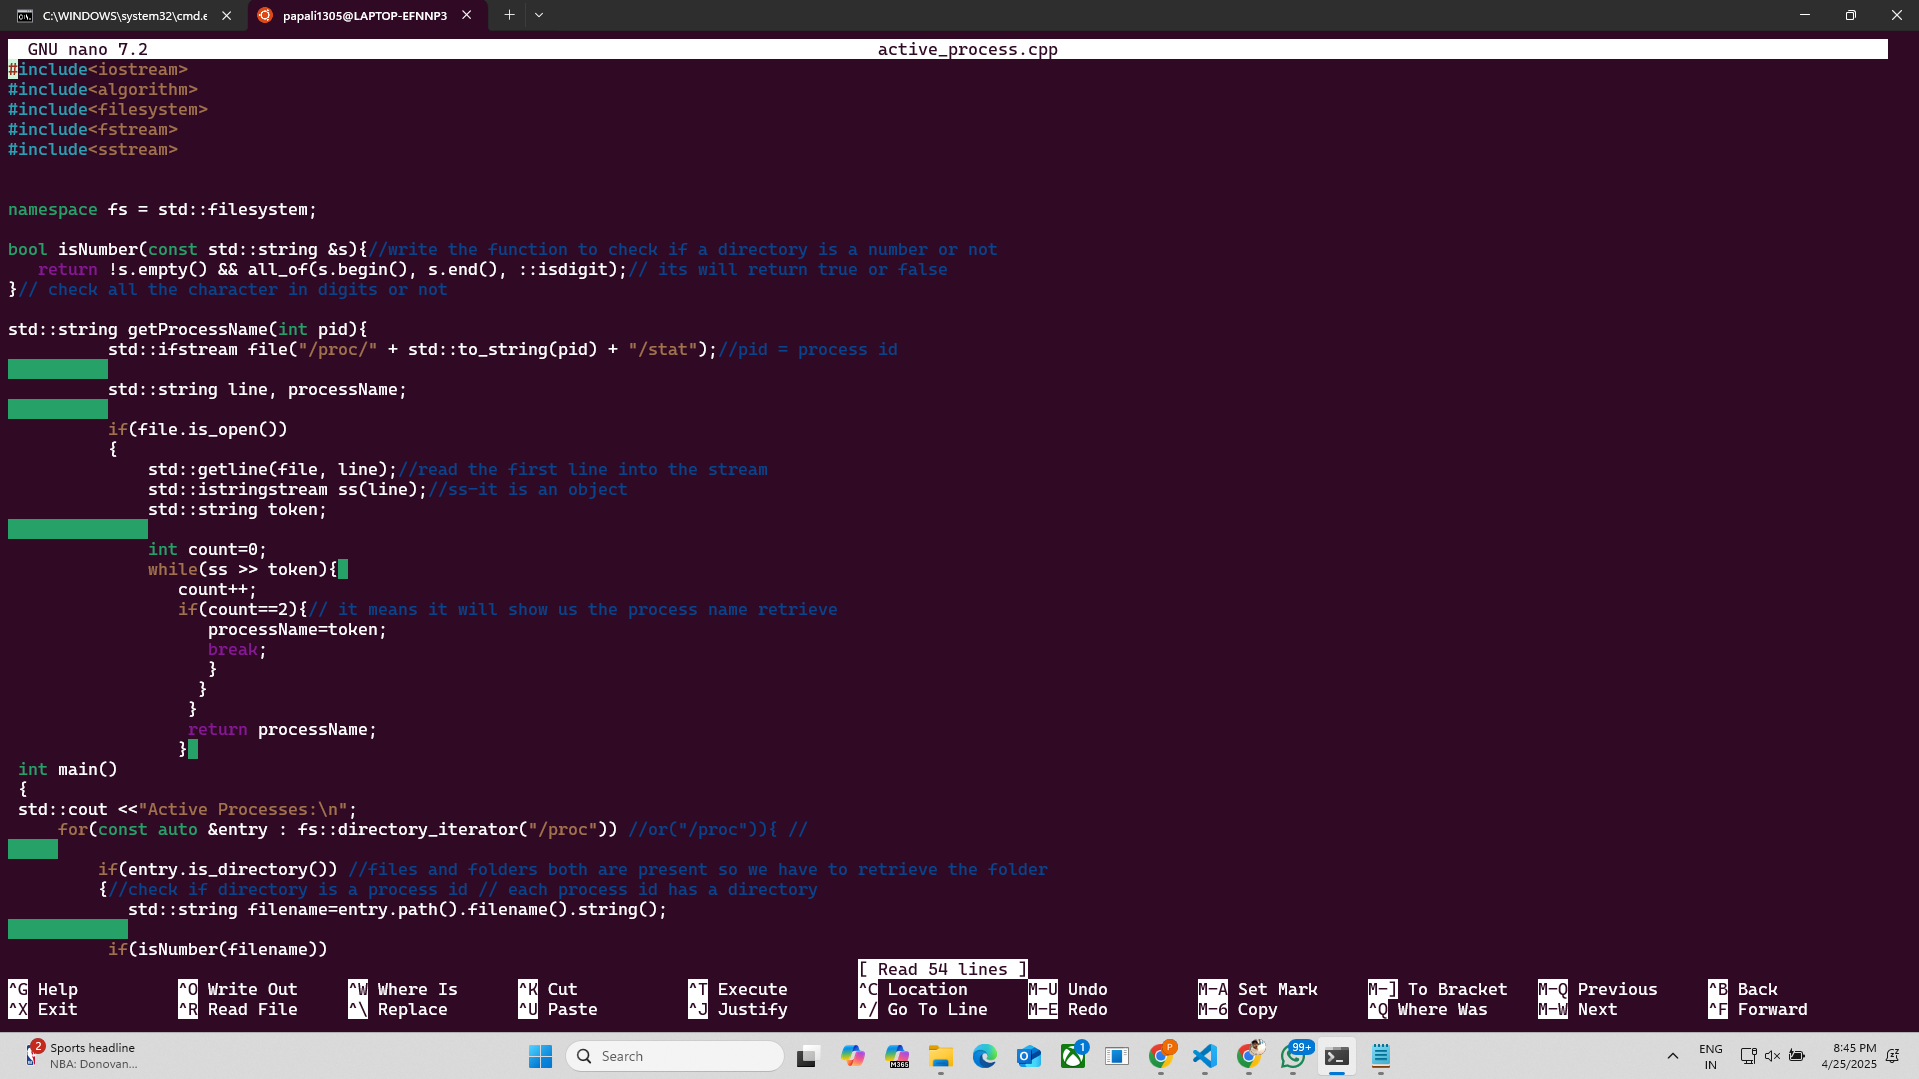 C:\WINDOWS\system32\cmd.e
papali1305@LAPTOP-EFNNP3
GNU nano 7.2 active_process.cpp
#include<iostream>
#include<algorithm>
#include<filesystem>
#include<fstream>
#include<sstream>
namespace fs = std::filesystem;
bool isNumber(const std::string &s){//write the function to check if a directory is a number or not
return !s.empty() && all_of(s.begin(), s.end(), ::isdigit);// its will return true or false
}// check all the character in digits or not
std::string getProcessName(int pid){
std::ifstream file("/proc/" + std::to_string(pid) + "/stat");//pid = process id
std::string line, processName;
if(file.is_open())
{
std::getline(file, line);//read the first line into the stream
std::istringstream ss(line);//ss-it is an object
std::string token;
int count=0;
while(ss >> token){
count++;
if(count==2){// it means it will show us the process name retrieve
processName=token;
break;
}
}
}
return processName;
}
int main()
{
std::cout <<"Active Processes:\n";
for(const auto &entry : fs::directory_iterator("/proc")) //or("/proc")){ //
if(entry.is_directory()) //files and folders both are present so we have to retrieve the folder
{//check if directory is a process id // each process id has a directory
std::string filename=entry.path().filename().string();
if(isNumber(filename))
[ Read 54 lines ]
^G Help ^O Write Out ^W Where Is ^K Cut ^T Execute ^C Location M-U Undo M-A Set Mark M-] To Bracket M-Q Previous ^B Back
^X Exit ^R Read File ^\ Replace ^U Paste ^J Justify ^/ Go To Line M-E Redo M-6 Copy ^Q Where Was M-W Next ^F Forward
2 Sports headline
NBA: Donovan...
Search
M365
1
P
99+
ENG
IN
8:45 PM
4/25/2025